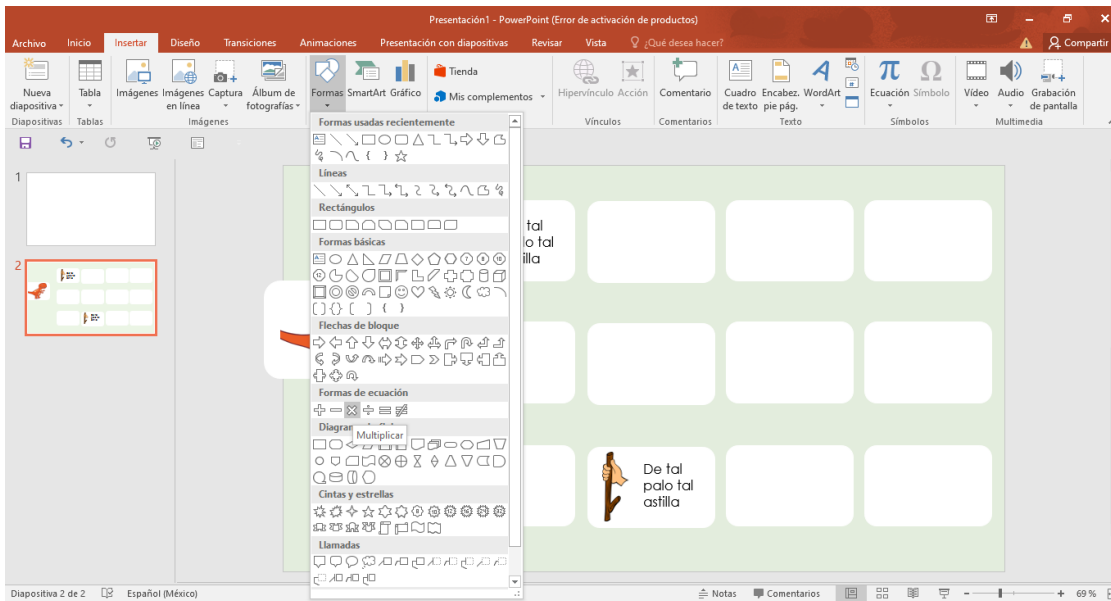 Presentación1 - PowerPoint (Error de activación de productos)
Archivo Inicio Insertar Diseño Transiciones Animaciones Presentación con diapositivas Revisar Vista ¿Qué desea hacer? Compartir
Nueva diapositiva
Tabla
Imágenes
Imágenes en línea
Captura
Álbum de fotografías
Formas
SmartArt
Gráfico
Tienda
Mis complementos
Hipervínculo
Acción
Comentario
Cuadro de texto
Encabez. pie pág.
WordArt
Ecuación
Símbolo
Video
Audio
Grabación de pantalla
Diapositivas Tablas Imágenes Vínculos Comentarios Texto Símbolos Multimedia
Formas usadas recientemente
Líneas
Rectángulos
Formas básicas
Flechas de bloque
Formas de ecuación
Multiplicar
Cintas y estrellas
Llamadas
1
2
tal
lo tal
illa
De tal
palo tal
astilla
Diapositiva 2 de 2 Español (México) Notas Comentarios 69 %